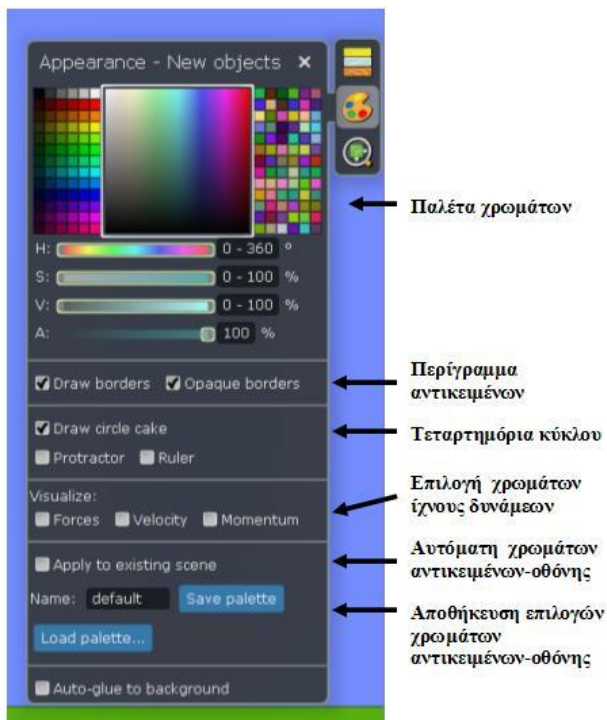 Appearance - New objects ×
Παλέτα χρωμάτων
H: 0 - 360 °
S: 0 - 100 %
V: 0 - 100 %
A: 100 %
Draw borders Opaque borders
Περίγραμμα
αντικειμένων
Draw circle cake
Τεταρτημόρια κύκλου
Protractor Ruler
Visualize:
Forces Velocity Momentum
Επιλογή χρωμάτων
ίχνους δυνάμεων
Apply to existing scene
Αυτόματη χρωμάτων
αντικειμένων-οθόνης
Name: default Save palette
Load palette...
Αποθήκευση επιλογών
χρωμάτων
αντικειμένων-οθόνης
Auto-glue to background